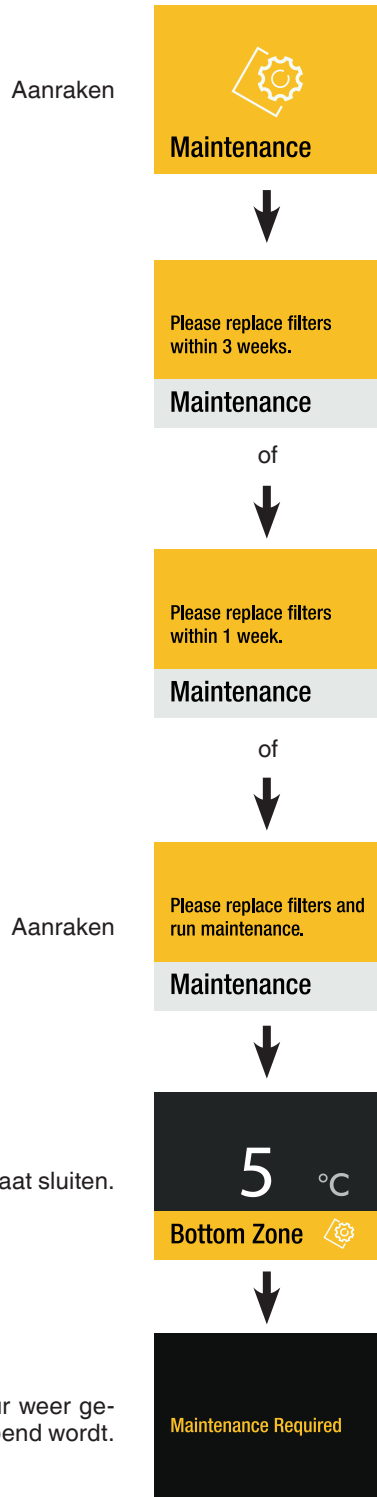 Aanraken
Maintenance
Please replace filters
within 3 weeks.
Maintenance
of
Please replace filters
within 1 week.
Maintenance
of
Aanraken
Please replace filters and
run maintenance.
Maintenance
5 °C
aat sluiten.
Bottom Zone
ur weer ge-
pend wordt.
Maintenance Required